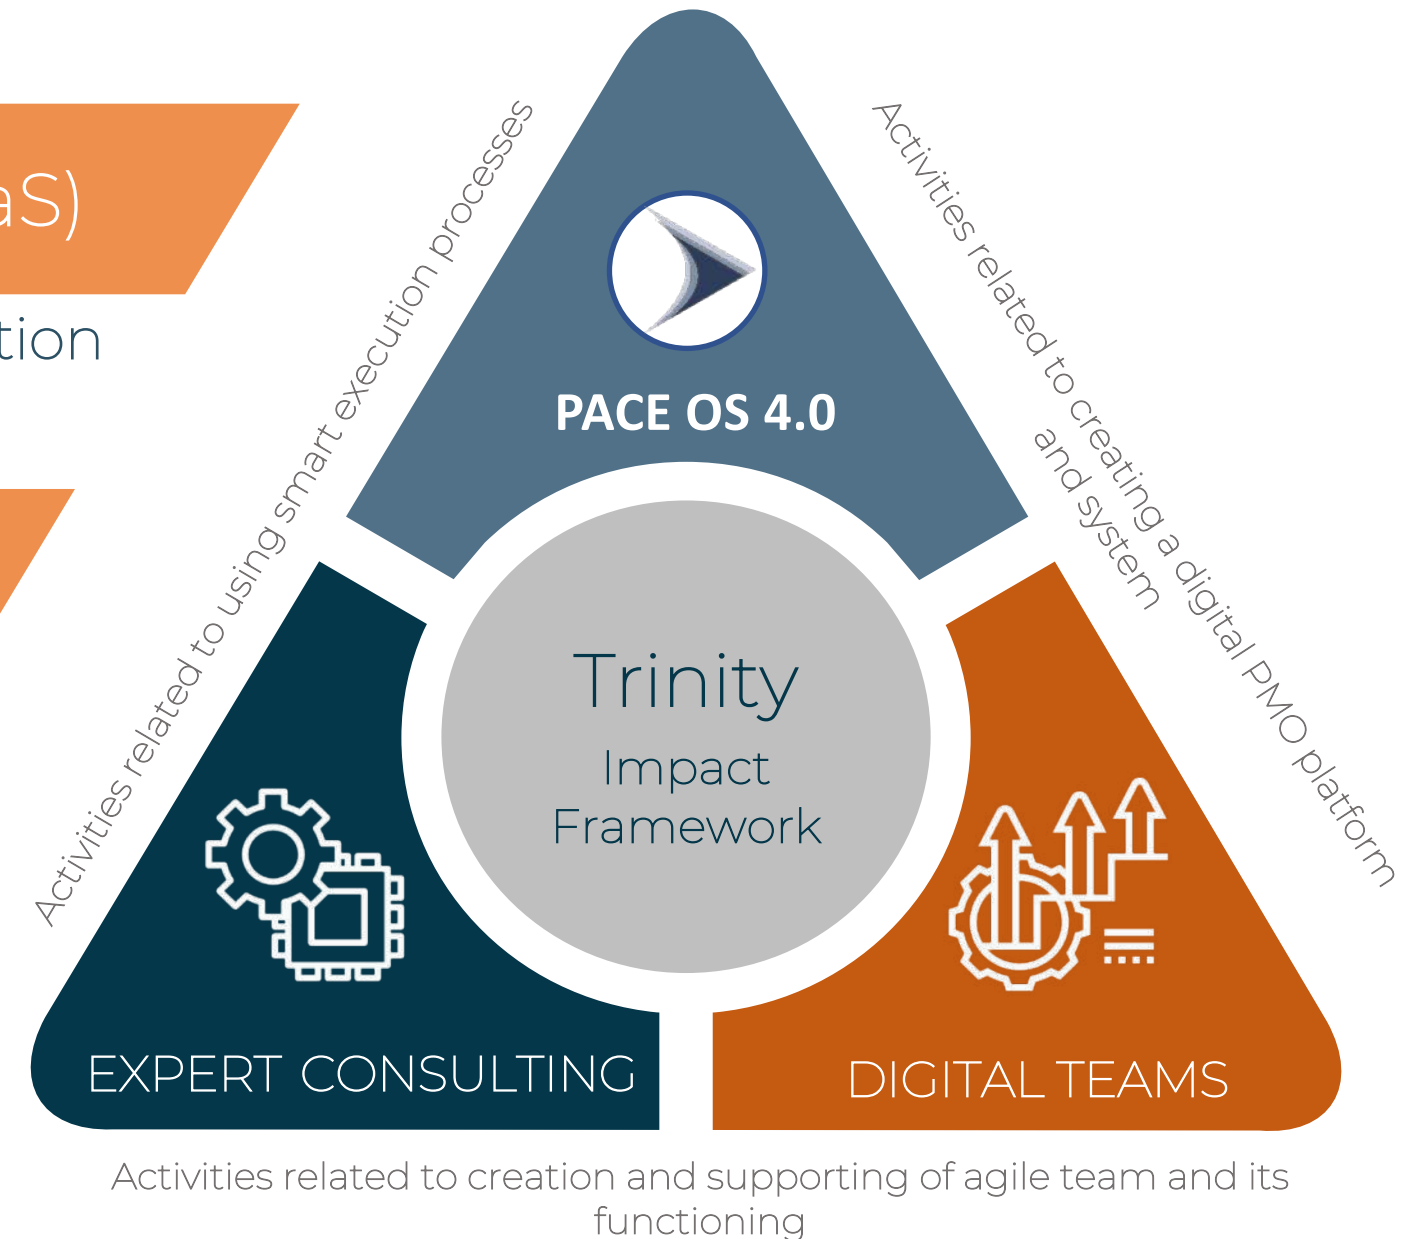 aS)
tion
Activities related to using smart execution processes
Activities related to creating a digital PMO platform
and system
PACE OS 4.0
Trinity
Impact
Framework
EXPERT CONSULTING
DIGITAL TEAMS
Activities related to creation and supporting of agile team and its
functioning